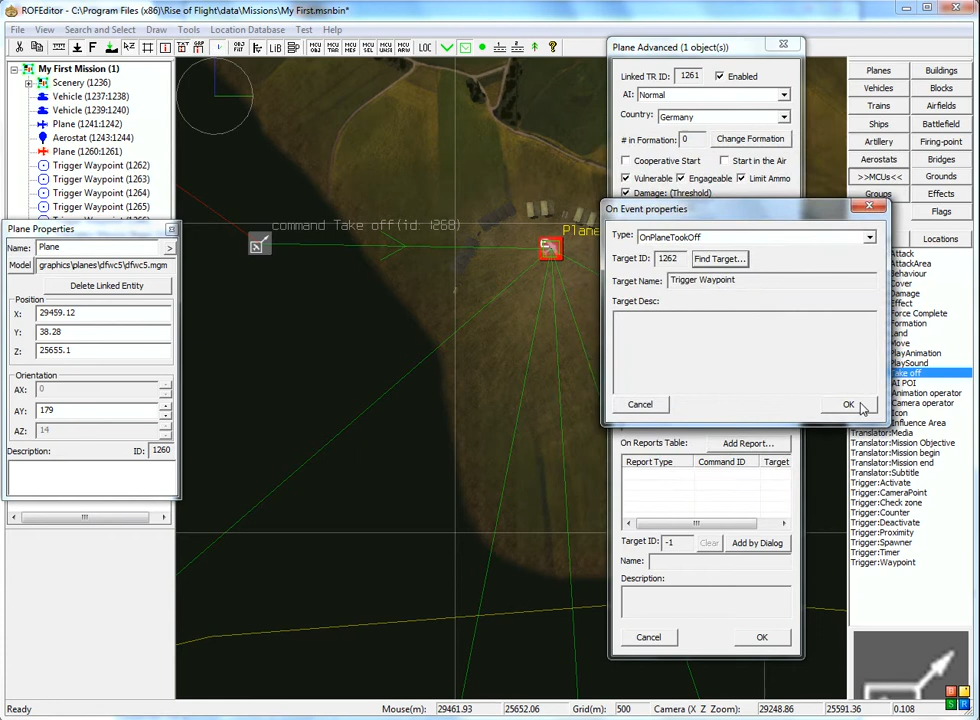 ROFEditor - C:\Program Files (x86)\Rise of Flight\data\Missions\My First.msnbin*
File View Search and Select Draw Tools Location Database Test Help
MCU OBJ MCU TRG MCU MES MCU UNS MCU ARW LOC
LIB
My First Mission (1)
Scenery (1236)
Vehicle (1237:1238)
Vehicle (1239:1240)
Plane (1241:1242)
Aerostat (1243:1244)
Plane (1260:1261)
Trigger Waypoint (1262)
Trigger Waypoint (1263)
Trigger Waypoint (1264)
Trigger Waypoint (1265)
Plane Properties
Name: Plane >
Model graphics\planes\dfwc5\dfwc5.mgm
Delete Linked Entity
Position
X: 29459.12
Y: 38.28
Z: 25655.1
Orientation
AX: 0
AY: 179
AZ: 14
Description: ID: 1260
command Take off(id: 1268)
Plane
Plane Advanced (1 object(s))
Linked TR ID: 1261 Enabled
AI: Normal
Country: Germany
# in Formation: 0 Change Formation
Cooperative Start Start in the Air
Vulnerable Engageable Limit Ammo
Damage: (Threshold)
On Event properties
Type: OnPlaneTookOff
Target ID: 1262 Find Target...
Target Name: Trigger Waypoint
Target Desc:
Cancel OK
On Reports Table: Add Report...
Report Type Command ID Target
Target ID: -1 Clear Add by Dialog
Name:
Description:
Cancel OK
Planes Buildings
Vehicles Blocks
Trains Airfields
Ships Battlefield
Artillery Firing-point
Aerostats Bridges
>>MCUs<< Grounds
Groups Effects
Flags
Locations
Attack
AttackArea
Behaviour
Cover
Damage
Effect
Force Complete
Formation
Land
Move
PlayAnimation
PlaySound
Take off
AI POI
Animation operator
Camera operator
Icon
Influence Area
Translator:Media
Translator:Mission Objective
Translator:Mission begin
Translator:Mission end
Translator:Subtitle
Trigger:Activate
Trigger:CameraPoint
Trigger:Check zone
Trigger:Counter
Trigger:Deactivate
Trigger:Proximity
Trigger:Spawner
Trigger:Timer
Trigger:Waypoint
Ready Mouse(m): 29461.93 25652.06 Grid(m): 500 Camera (X Z Zoom): 29248.86 25591.36 0.108